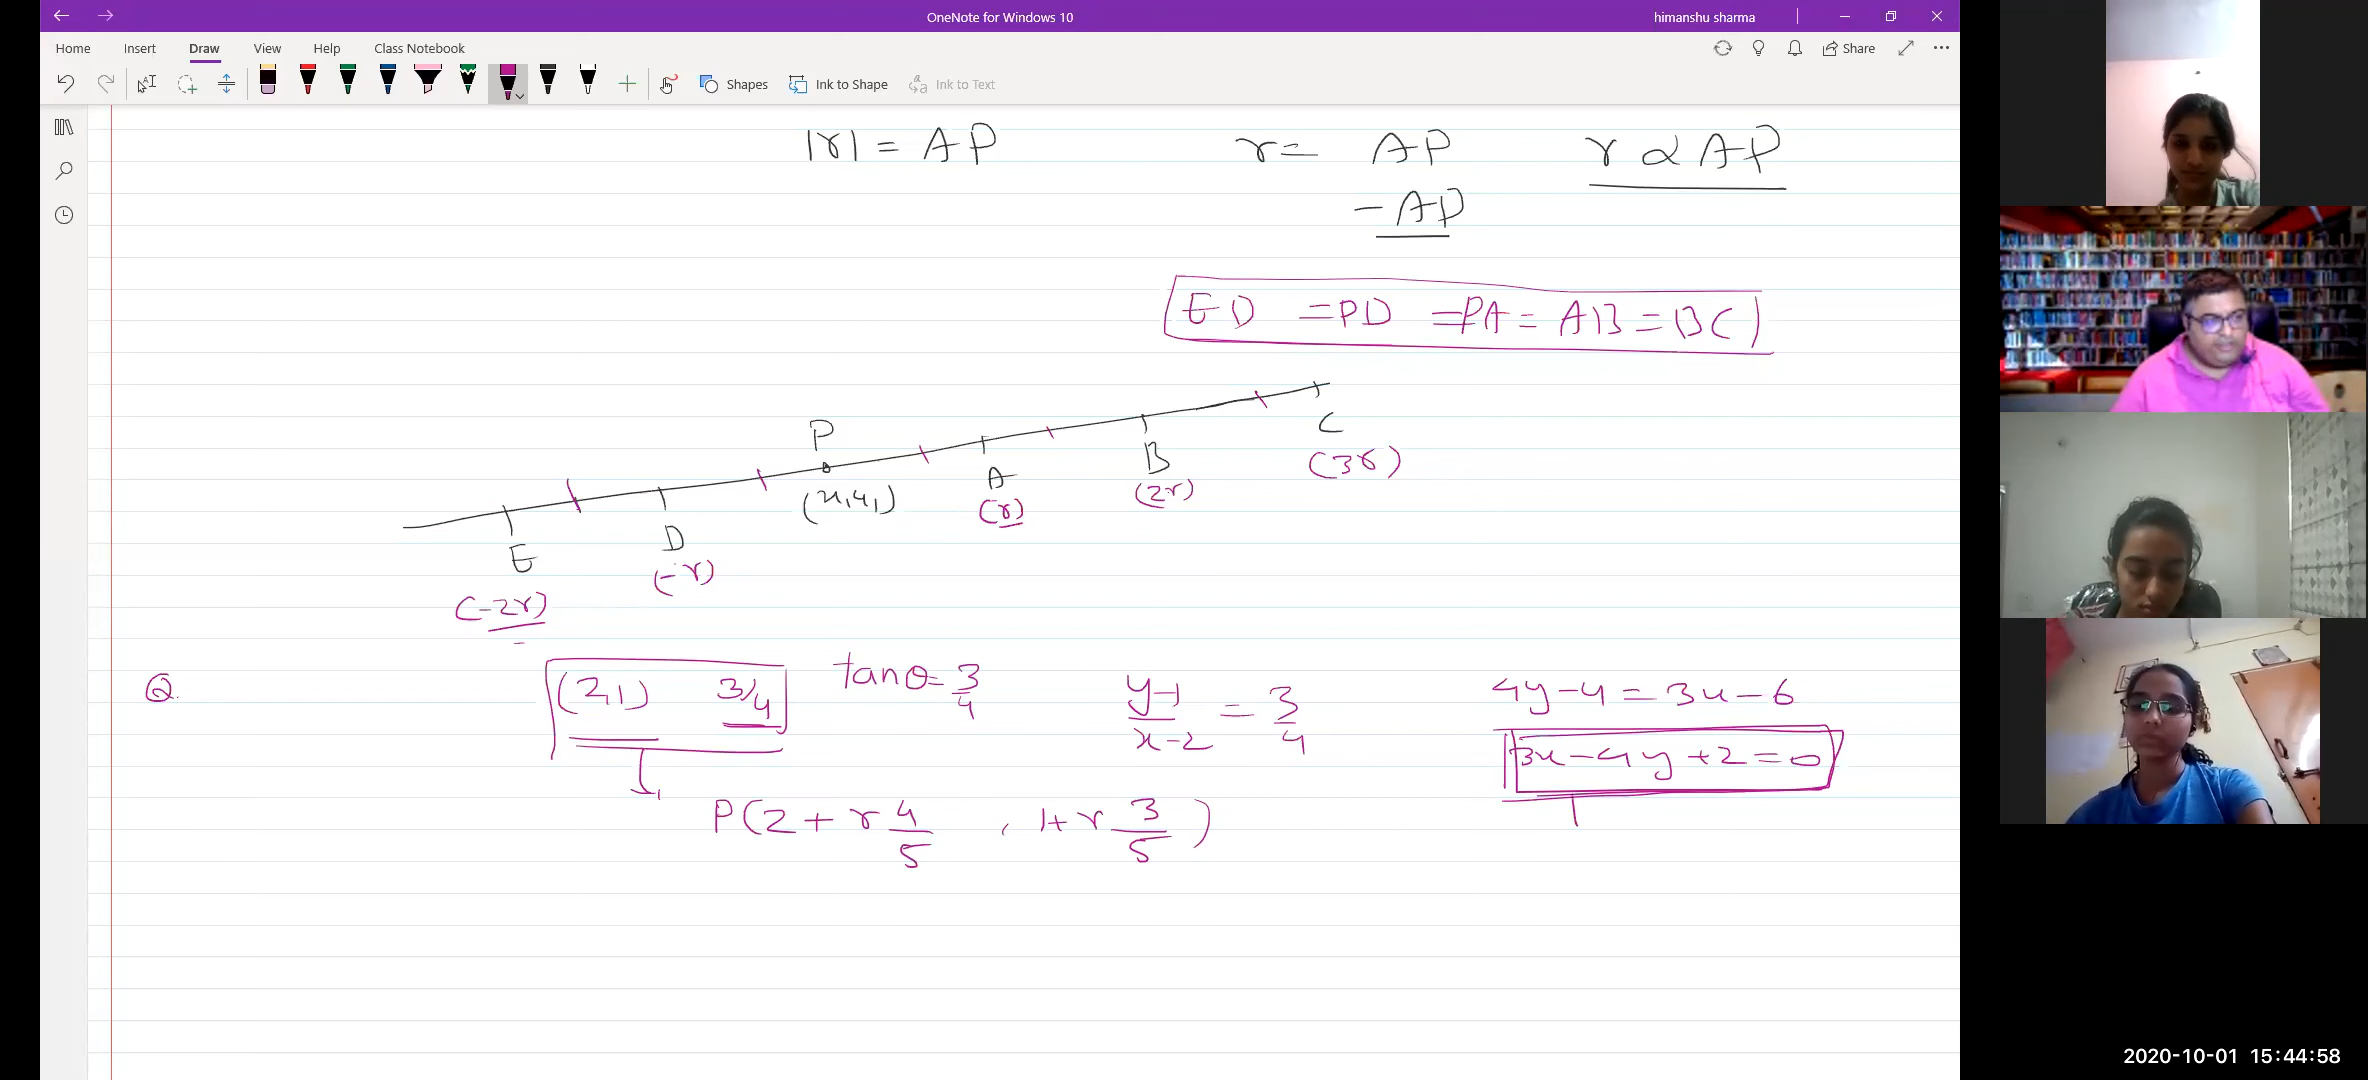 OneNote for Windows 10
himanshu sharma
Home Insert Draw View Help Class Notebook
Share
Shapes Ink to Shape Ink to Text
|r| = AP r = AP r ∝ AP
- AP
ED = PD = PA = AB = BC
P
C
(3r)
B
(2r)
A
(r)
(x₁y₁)
D
(-r)
E
(-2r)
Q. (2,1) 3/4 tanθ = 3/4 y-1/x-2 = 3/4 4y-4 = 3x-6
3x-4y+2=0
P(2 + r 4/5 , 1+ r 3/5)
2020-10-01 15:44:58